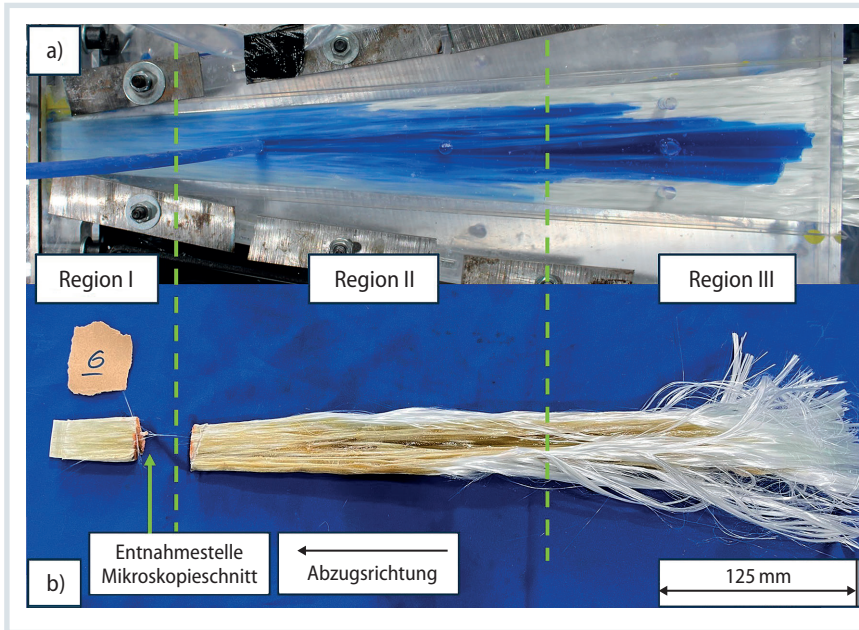 a)
Region I
Region II
Region III
6
Entnahmestelle
Mikroskopieschnitt
Abzugsrichtung
125 mm
b)